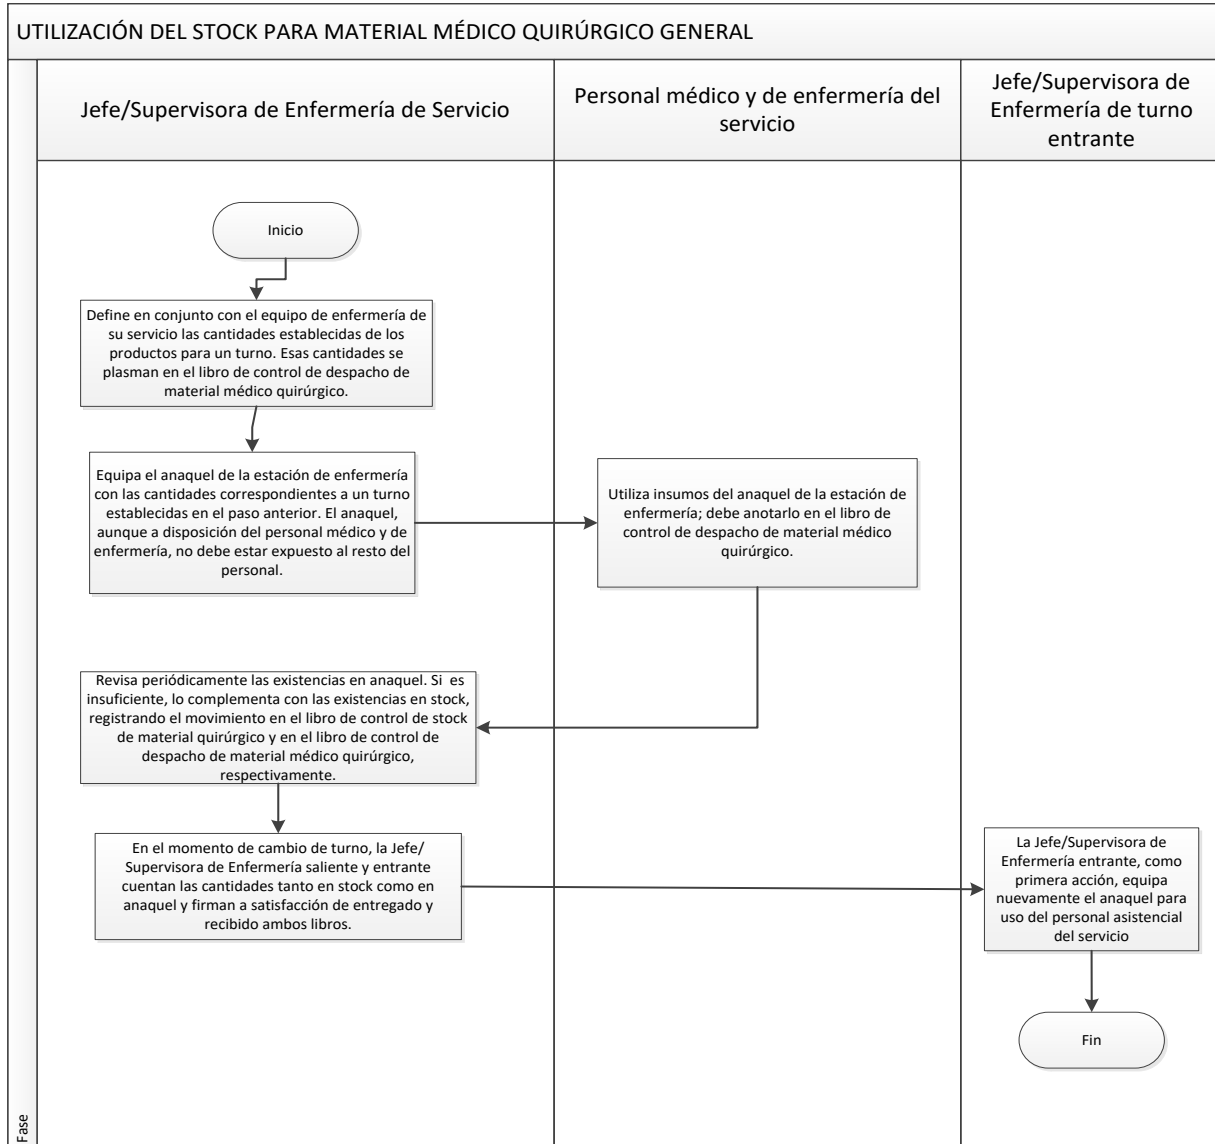 UTILIZACIÓN DEL STOCK PARA MATERIAL MÉDICO QUIRÚRGICO GENERAL
Jefe/Supervisora de Enfermería de Servicio
Personal médico y de enfermería del
servicio
Jefe/Supervisora de
Enfermería de turno
entrante
Inicio
Define en conjunto con el equipo de enfermería de
su servicio las cantidades establecidas de los
productos para un turno. Esas cantidades se
plasman en el libro de control de despacho de
material médico quirúrgico.
Equipa el anaquel de la estación de enfermería
con las cantidades correspondientes a un turno
establecidas en el paso anterior. El anaquel,
aunque a disposición del personal médico y de
enfermería, no debe estar expuesto al resto del
personal.
Utiliza insumos del anaquel de la estación de
enfermería; debe anotarlo en el libro de
control de despacho de material médico
quirúrgico.
Revisa periódicamente las existencias en anaquel. Si  es
insuficiente, lo complementa con las existencias en stock,
registrando el movimiento en el libro de control de stock
de material quirúrgico y en el libro de control de
despacho de material médico quirúrgico,
respectivamente.
En el momento de cambio de turno, la Jefe/
Supervisora de Enfermería saliente y entrante
cuentan las cantidades tanto en stock como en
anaquel y firman a satisfacción de entregado y
recibido ambos libros.
La Jefe/Supervisora de
Enfermería entrante, como
primera acción, equipa
nuevamente el anaquel para
uso del personal asistencial
del servicio
Fin
Fase